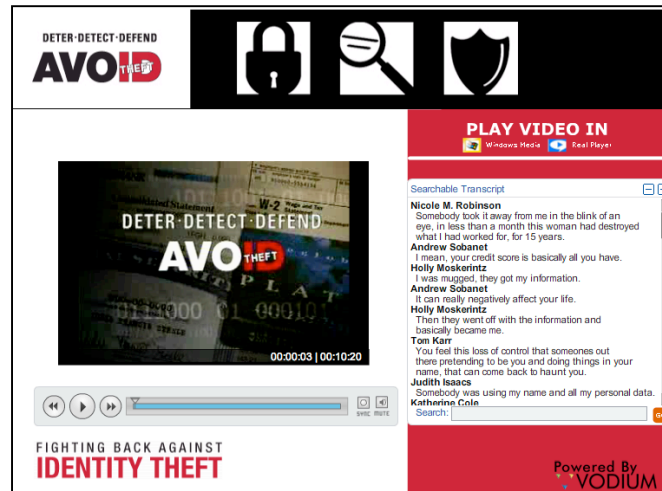 DETER·DETECT·DEFEND
AVOID
THEFT
PLAY VIDEO IN
Windows Media Real Player
Searchable Transcript
Nicole M. Robinson
Somebody took it away from me in the blink of an
eye, in less than a month this woman had destroyed
what I had worked for, for 15 years.
Andrew Sobanet
I mean, your credit score is basically all you have.
Holly Moskerintz
I was mugged, they got my information.
Andrew Sobanet
It can really negatively affect your life.
Holly Moskerintz
Then they went off with the information and
basically became me.
Tom Karr
You feel this loss of control that someones out
there pretending to be you and doing things in your
name, that can come back to haunt you.
Judith Isaacs
Somebody was using my name and all my personal data.
Katherine Cole
Search:
W-2 Wage and Tax
Statement
DETER·DETECT·DEFEND
AVOID
THEFT
00:00:03 | 00:10:20
SYNC MUTE
FIGHTING BACK AGAINST
IDENTITY THEFT
Powered By
VODIUM